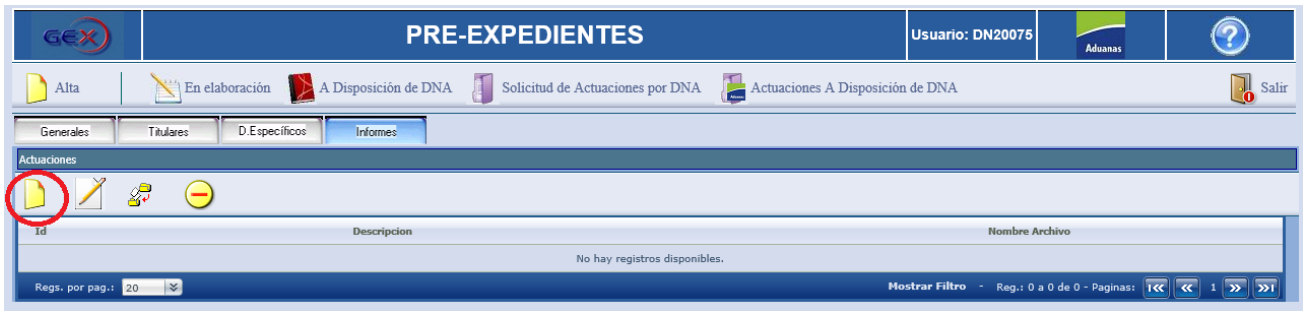 GEX PRE-EXPEDIENTES Usuario: DN20075 Aduanas ?
Alta En elaboración A Disposición de DNA Solicitud de Actuaciones por DNA Actuaciones A Disposición de DNA Salir
Generales Titulares D.Específicos Informes
Actuaciones
Id Descripcion Nombre Archivo
No hay registros disponibles.
Regs. por pag.: 20 Mostrar Filtro - Reg.: 0 a 0 de 0 - Paginas: 1